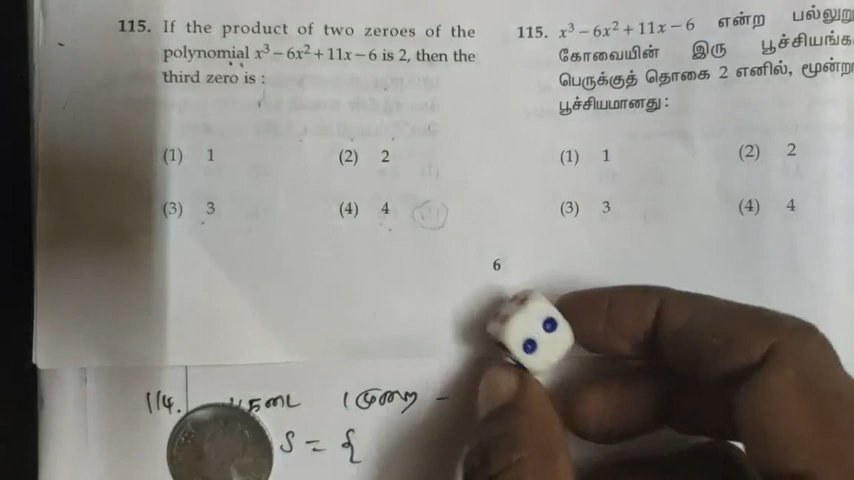 115. If the product of two zeroes of the
polynomial x³ – 6x² + 11x – 6 is 2, then the
third zero is :
(1) 1 (2) 2
(3) 3 (4) 4
115. x³ – 6x² + 11x – 6 என்ற பல்லுறு
கோவையின் இரு பூச்சியங்க
பெருக்குத் தொகை 2 எனில், மூன்றா
பூச்சியமானது :
(1) 1 (2) 2
(3) 3 (4) 4
6
114. முறை –
S = {